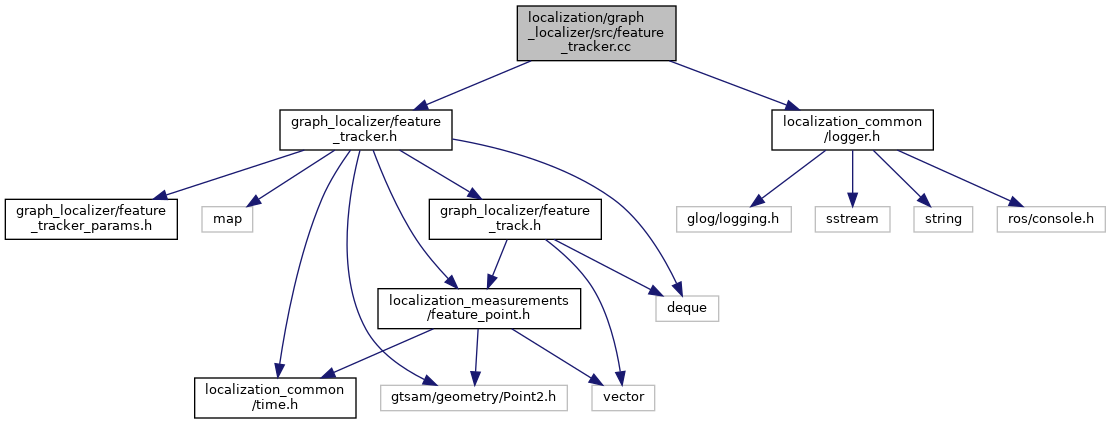 localization/graph
_localizer/src/feature
_tracker.cc
graph_localizer/feature
_tracker.h
localization_common
/logger.h
graph_localizer/feature
_tracker_params.h
map
graph_localizer/feature
_track.h
glog/logging.h
sstream
string
ros/console.h
localization_measurements
/feature_point.h
deque
localization_common
/time.h
gtsam/geometry/Point2.h
vector